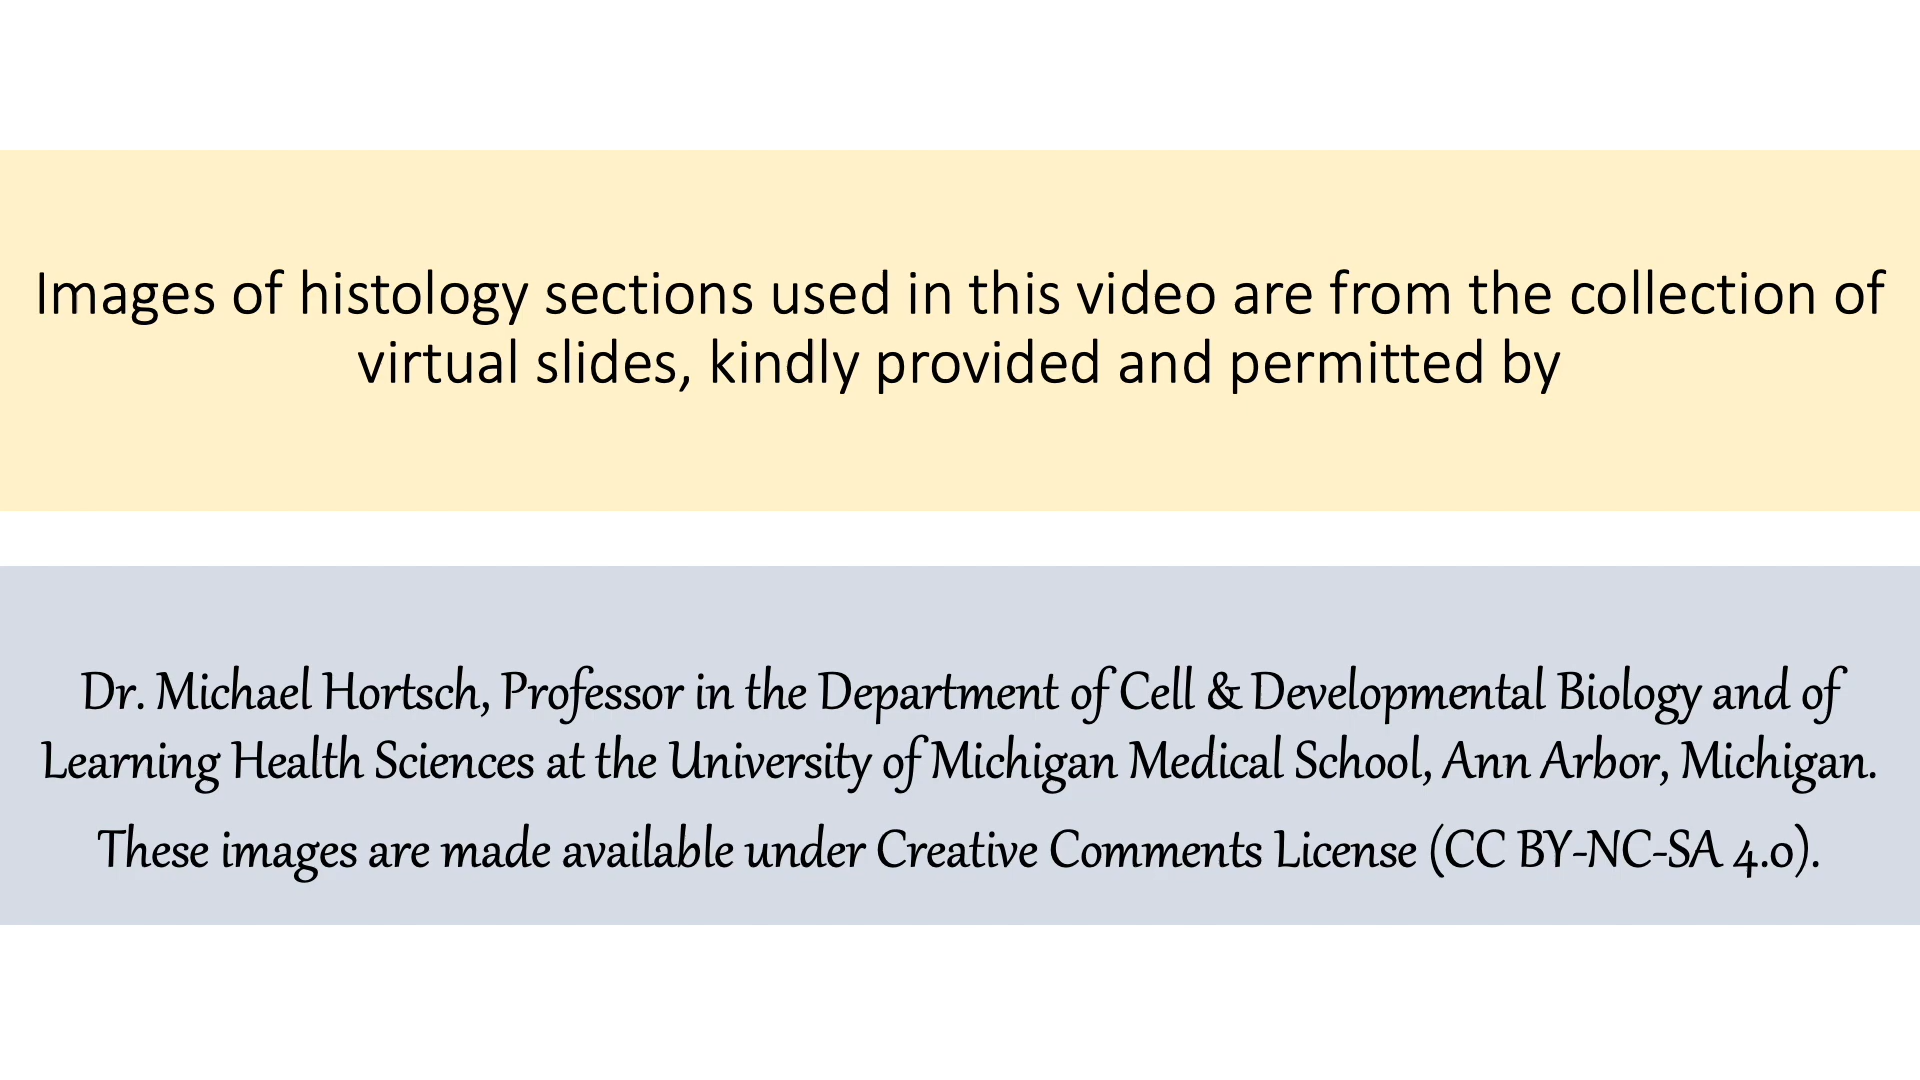 Images of histology sections used in this video are from the collection of
virtual slides, kindly provided and permitted by
Dr. Michael Hortsch, Professor in the Department of Cell & Developmental Biology and of
Learning Health Sciences at the University of Michigan Medical School, Ann Arbor, Michigan.
These images are made available under Creative Comments License (CC BY-NC-SA 4.0).